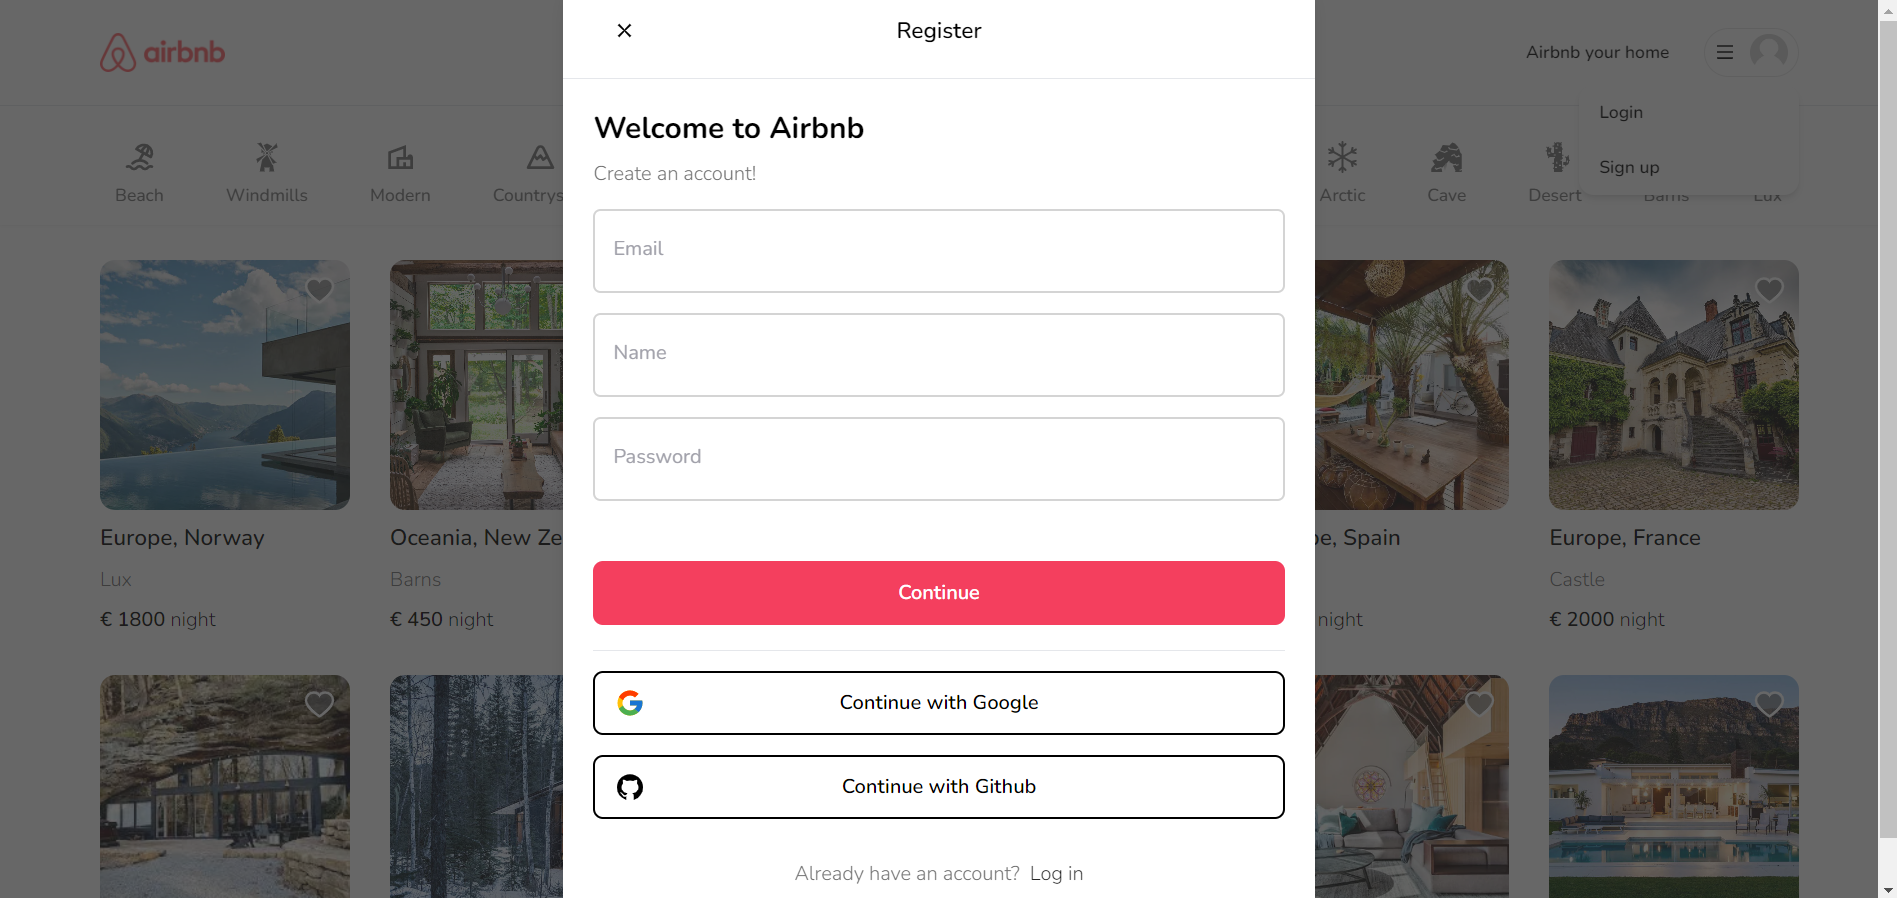 Register
airbnb
Airbnb your home
Login
Sign up
Beach
Windmills
Modern
Countrys
Arctic
Cave
Desert
Barns
Lux
Welcome to Airbnb
Create an account!
Email
Name
Password
Continue
Continue with Google
Continue with Github
Already have an account? Log in
Europe, Norway
Lux
€ 1800 night
Oceania, New Ze
Barns
€ 450 night
pe, Spain
night
Europe, France
Castle
€ 2000 night